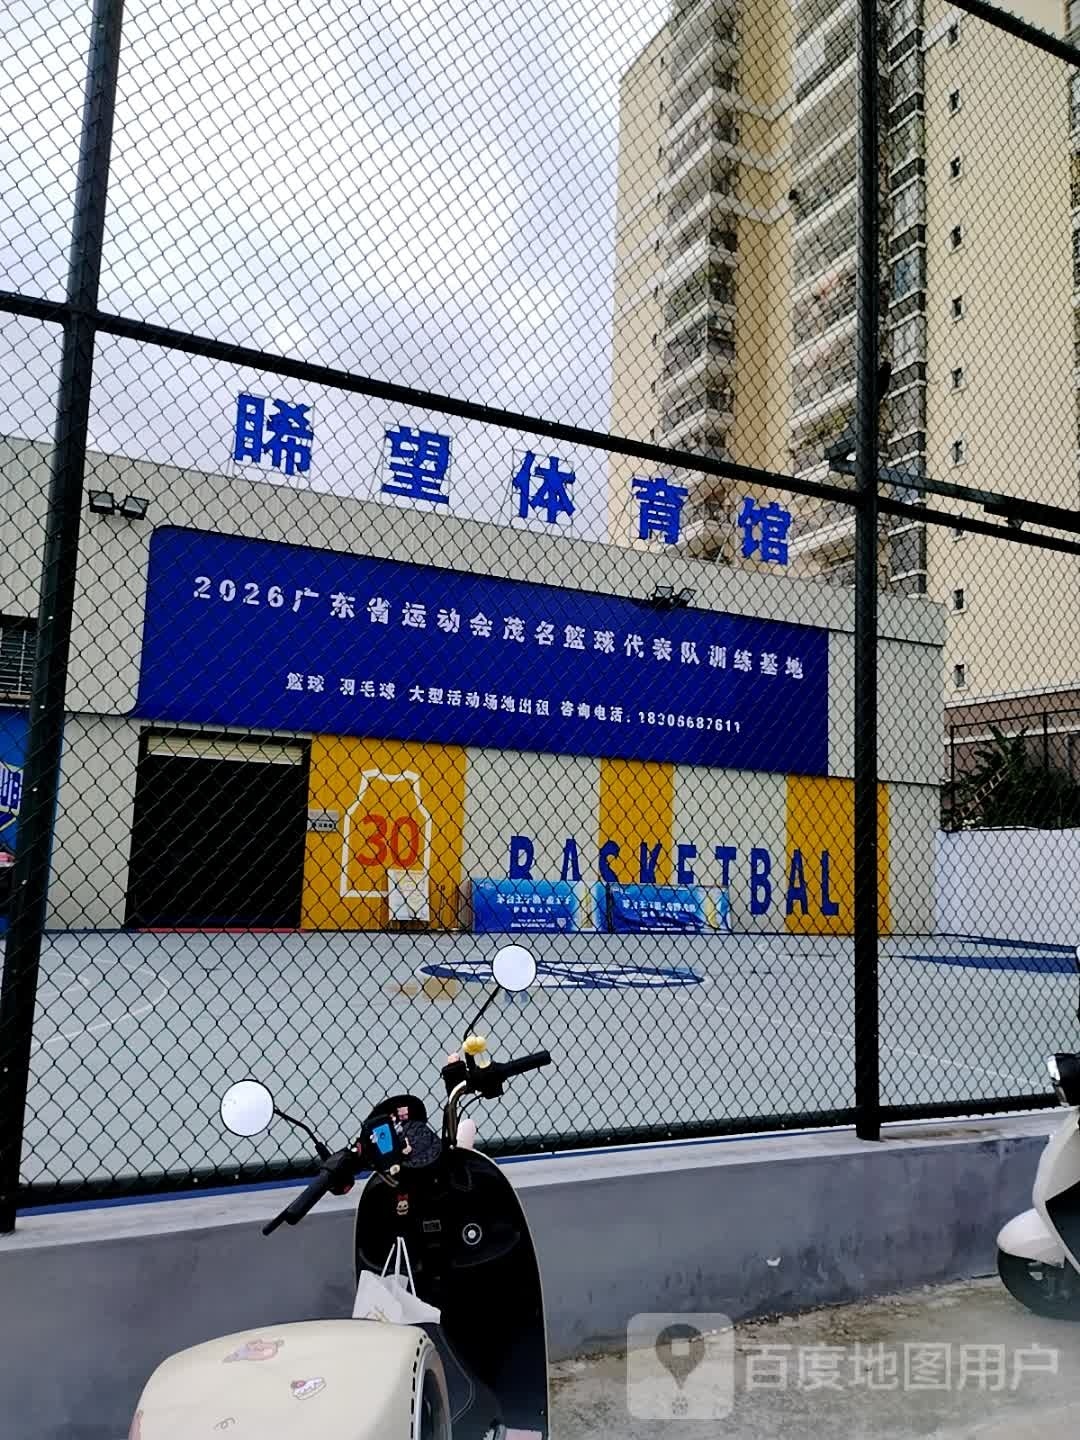 睎望体育馆
2026广东省运动会茂名篮球代表队训练基地
篮球 羽毛球 大型活动场地出租 咨询电话:18306687611
30
BASKETBAL
百度地图用户